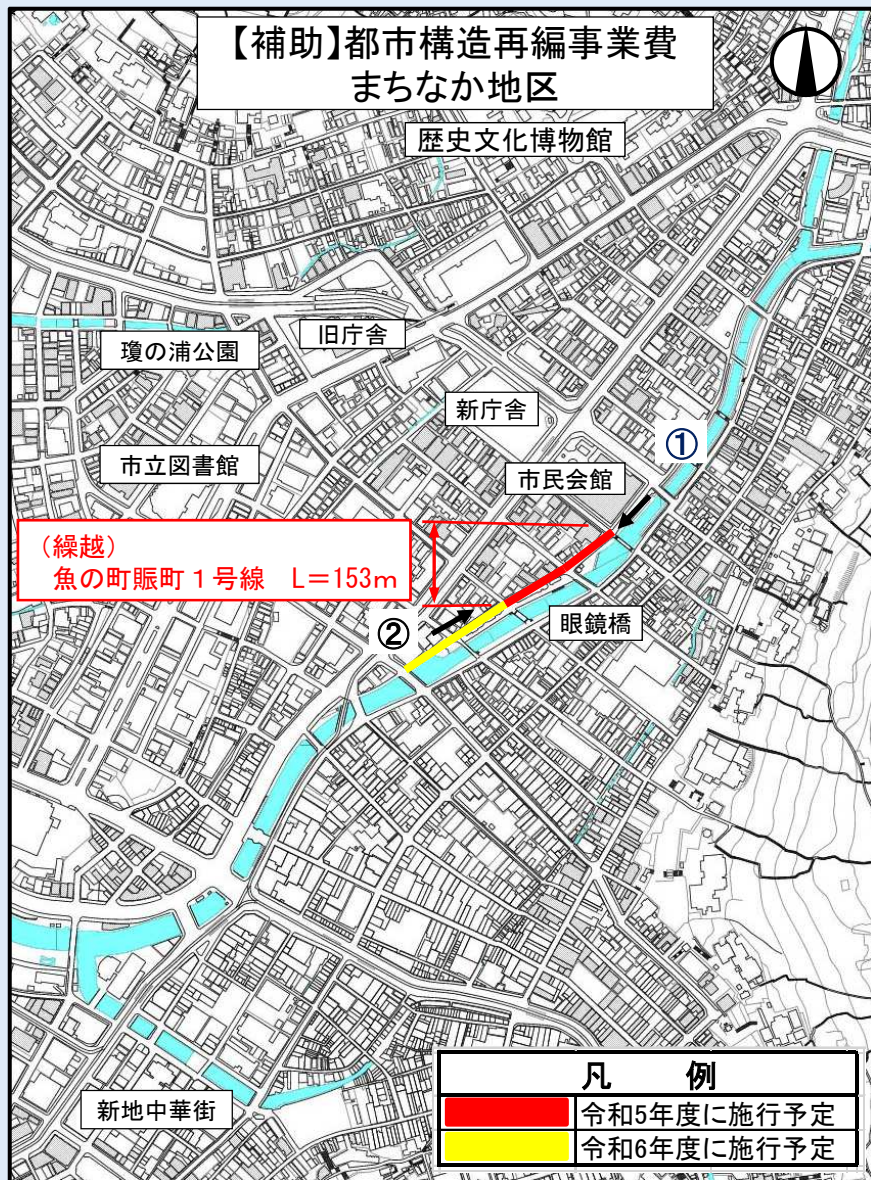 【補助】都市構造再編事業費
まちなか地区
歴史文化博物館
旧庁舎
瓊の浦公園
新庁舎
市立図書館
①
市民会館
（繰越）
魚の町賑町１号線　L＝153ｍ
②
眼鏡橋
新地中華街
凡　例
令和5年度に施行予定
令和6年度に施行予定